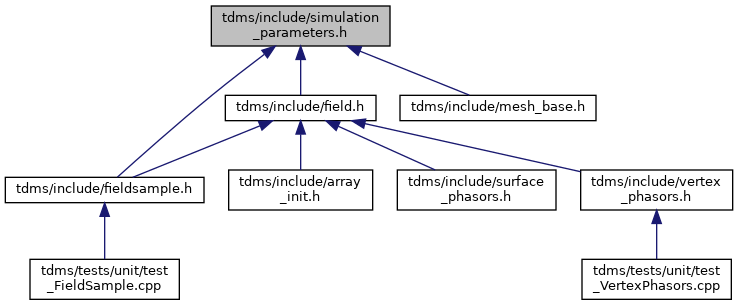 tdms/include/simulation
_parameters.h
tdms/include/field.h
tdms/include/mesh_base.h
tdms/include/fieldsample.h
tdms/include/array
_init.h
tdms/include/surface
_phasors.h
tdms/include/vertex
_phasors.h
tdms/tests/unit/test
_FieldSample.cpp
tdms/tests/unit/test
_VertexPhasors.cpp